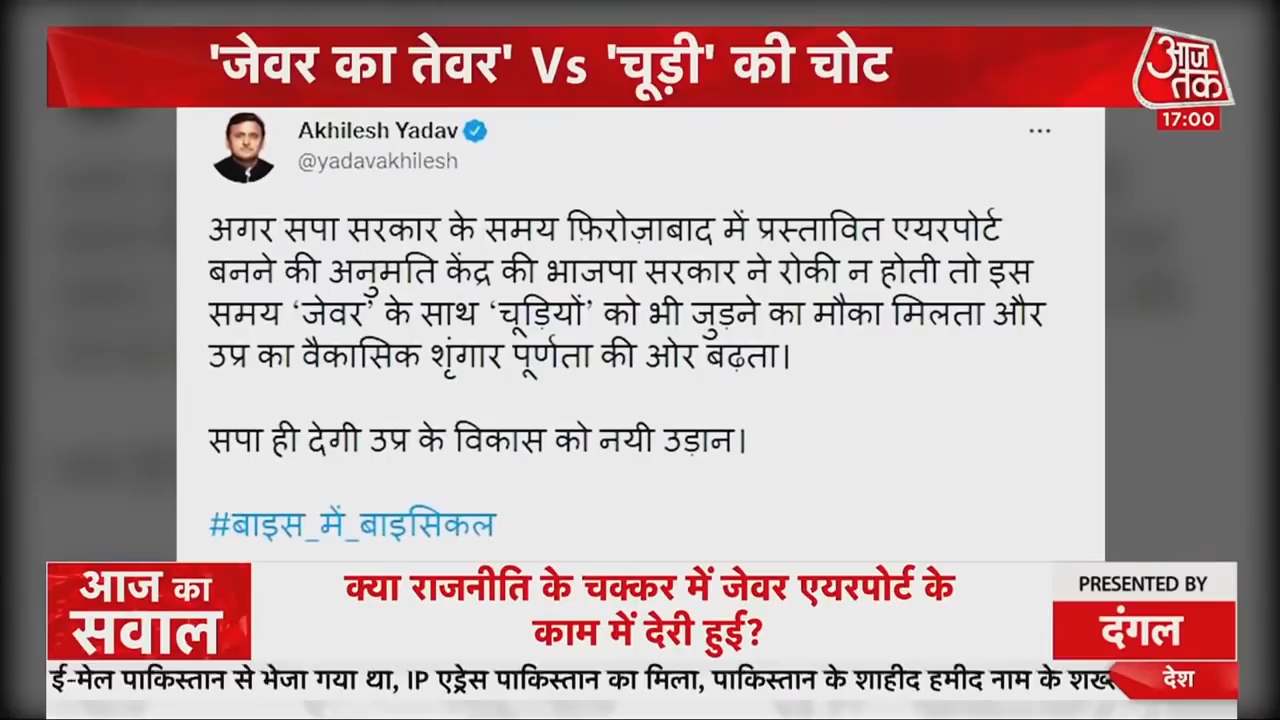 'जेवर का तेवर' Vs 'चूड़ी' की चोट
आज तक
17:00
Akhilesh Yadav
@yadavakhilesh
अगर सपा सरकार के समय फ़िरोज़ाबाद में प्रस्तावित एयरपोर्ट
बनने की अनुमति केंद्र की भाजपा सरकार ने रोकी न होती तो इस
समय ‘जेवर’ के साथ ‘चूड़ियों’ को भी जुड़ने का मौका मिलता और
उप्र का वैकासिक शृंगार पूर्णता की ओर बढ़ता।
सपा ही देगी उप्र के विकास को नयी उड़ान।
#बाइस_में_बाइसिकल
आज का
सवाल
क्या राजनीति के चक्कर में जेवर एयरपोर्ट के
काम में देरी हुई?
PRESENTED BY
दंगल
ई-मेल पाकिस्तान से भेजा गया था, IP एड्रेस पाकिस्तान का मिला, पाकिस्तान के शाहीद हमीद नाम के
देश